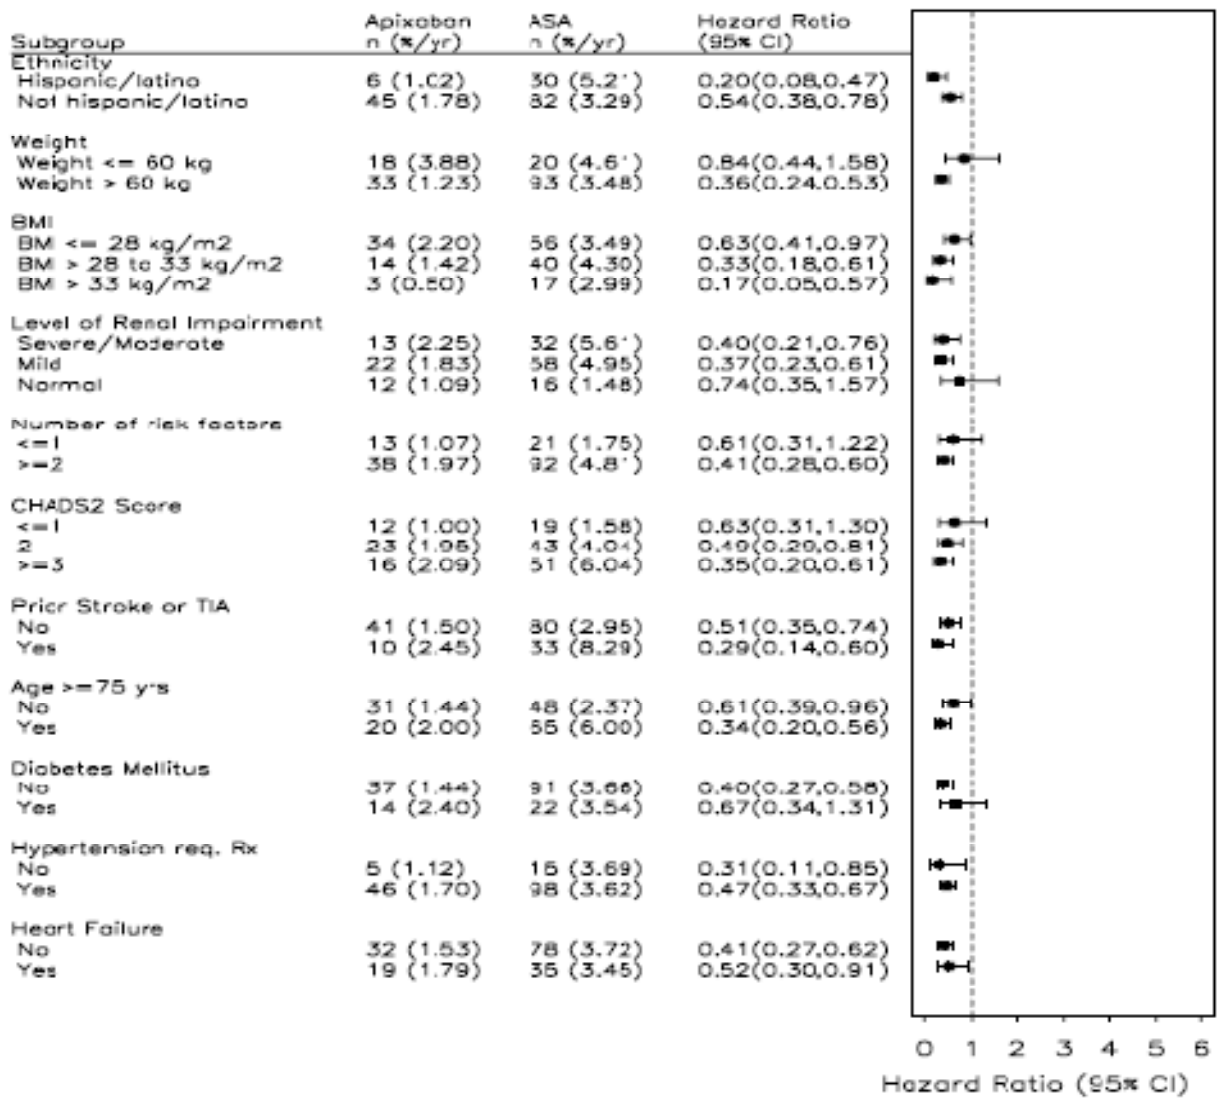 Apixaban ASA Hazard Ratio
Subgroup n (%/yr) n (%/yr) (95% CI)
Ethnicity
Hispanic/latino 6 (1.02) 30 (5.21) 0.20(0.08,0.47)
Not hispanic/latino 45 (1.78) 82 (3.29) 0.54(0.38,0.78)
Weight
Weight <= 60 kg 18 (3.88) 20 (4.61) 0.84(0.44,1.58)
Weight > 60 kg 33 (1.23) 93 (3.48) 0.36(0.24,0.53)
BMI
BMI <= 28 kg/m2 34 (2.20) 56 (3.49) 0.63(0.41,0.97)
BMI > 28 to 33 kg/m2 14 (1.42) 40 (4.30) 0.33(0.18,0.61)
BMI > 33 kg/m2 3 (0.50) 17 (2.99) 0.17(0.05,0.57)
Level of Renal Impairment
Severe/Moderate 13 (2.25) 32 (5.61) 0.40(0.21,0.76)
Mild 22 (1.83) 58 (4.95) 0.37(0.23,0.61)
Normal 12 (1.09) 16 (1.48) 0.74(0.35,1.57)
Number of risk factors
<=1 13 (1.07) 21 (1.75) 0.61(0.31,1.22)
>=2 38 (1.97) 92 (4.81) 0.41(0.28,0.60)
CHADS2 Score
<=1 12 (1.00) 19 (1.58) 0.63(0.31,1.30)
2 23 (1.95) 43 (4.04) 0.49(0.29,0.81)
>=3 16 (2.09) 51 (6.04) 0.35(0.20,0.61)
Prior Stroke or TIA
No 41 (1.50) 80 (2.95) 0.51(0.35,0.74)
Yes 10 (2.45) 33 (8.29) 0.29(0.14,0.60)
Age >=75 yrs
No 31 (1.44) 48 (2.37) 0.61(0.39,0.96)
Yes 20 (2.00) 65 (6.00) 0.34(0.20,0.56)
Diabetes Mellitus
No 37 (1.44) 91 (3.66) 0.40(0.27,0.58)
Yes 14 (2.40) 22 (3.54) 0.67(0.34,1.31)
Hypertension req. Rx
No 5 (1.12) 15 (3.69) 0.31(0.11,0.85)
Yes 46 (1.70) 98 (3.62) 0.47(0.33,0.67)
Heart Failure
No 32 (1.53) 78 (3.72) 0.41(0.27,0.62)
Yes 19 (1.79) 35 (3.45) 0.52(0.30,0.91)
0 1 2 3 4 5 6
Hazard Ratio (95% CI)